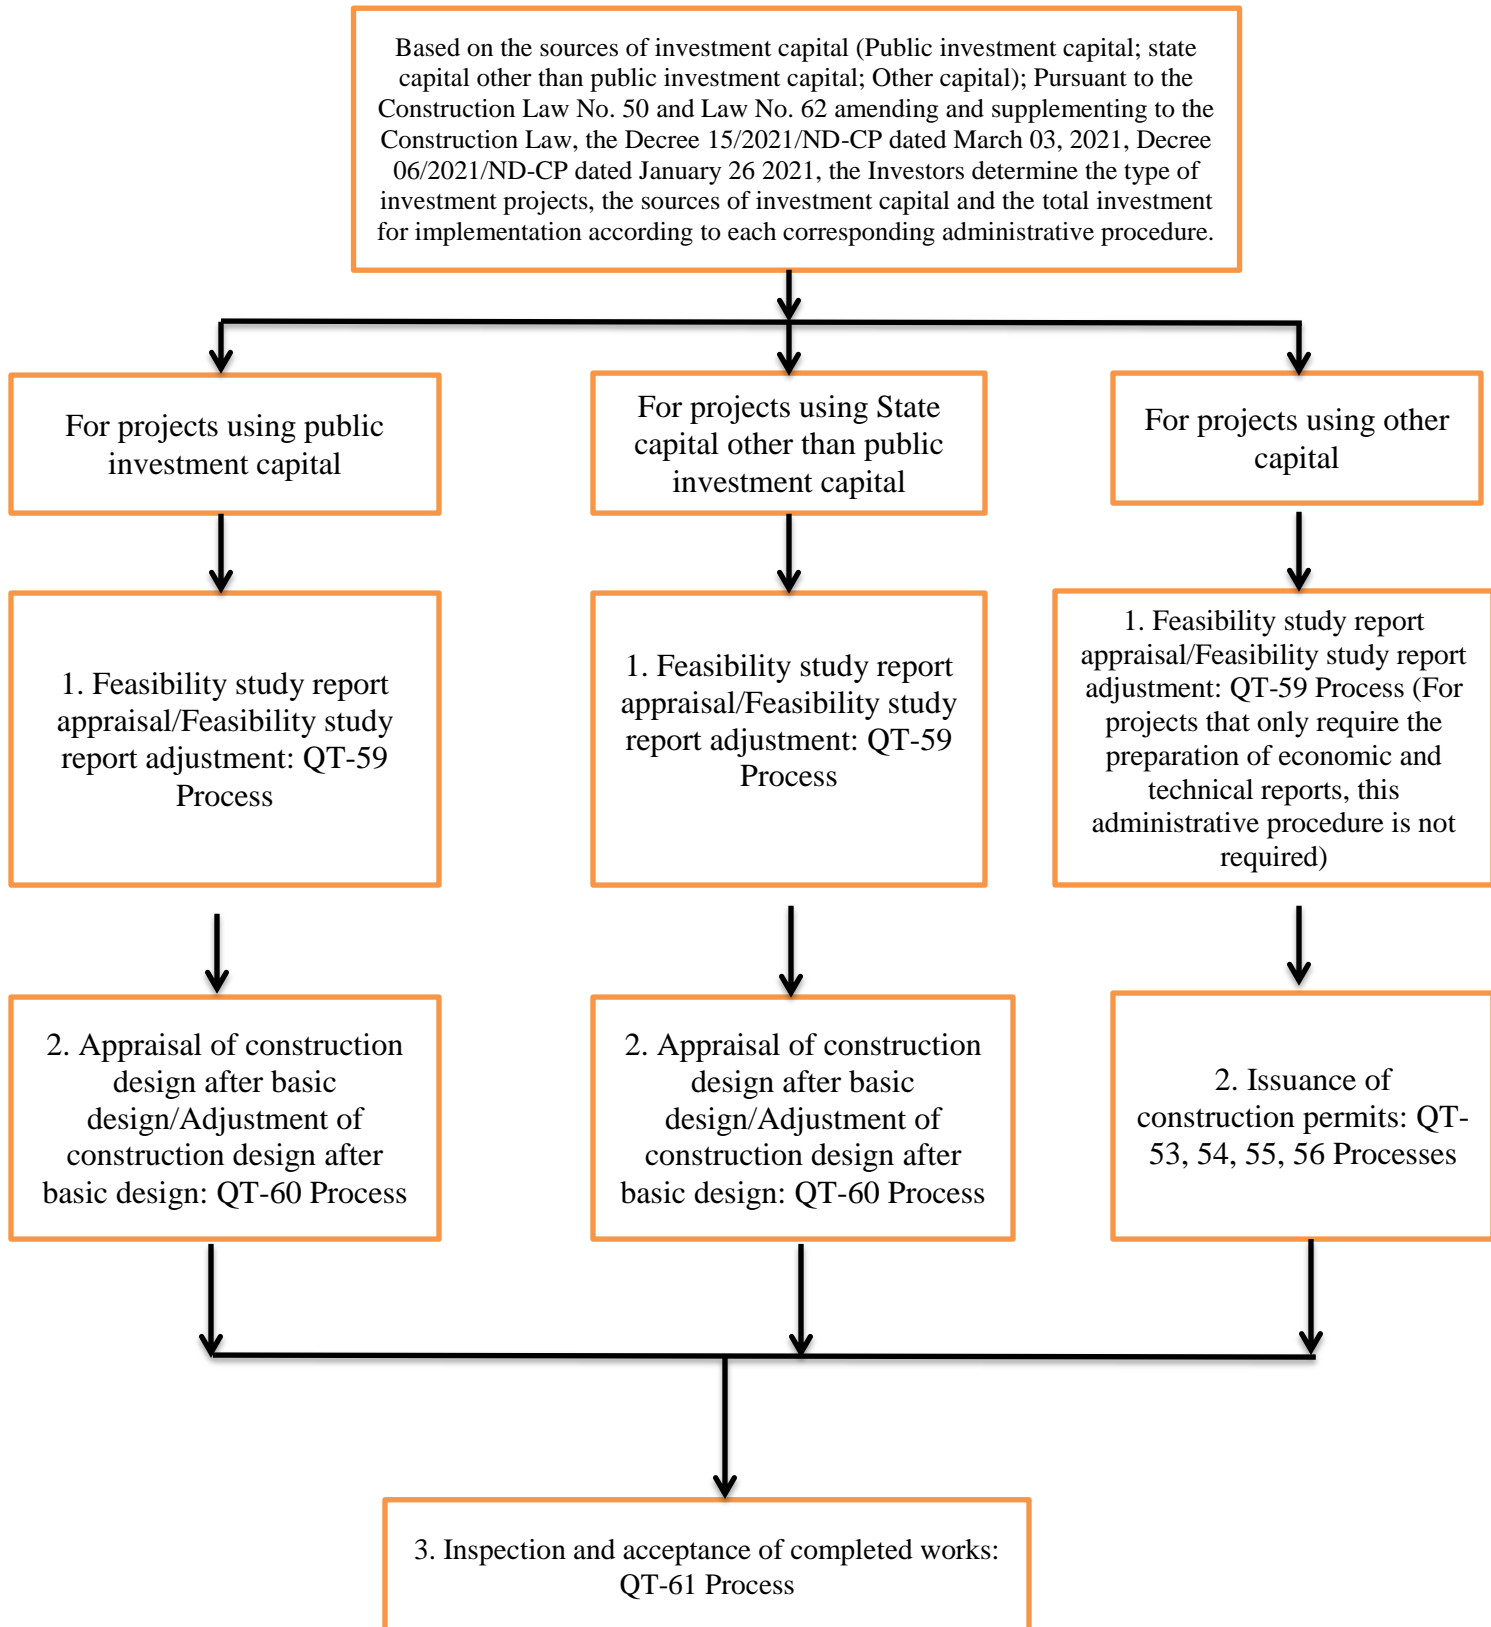 Based on the sources of investment capital (Public investment capital; state
capital other than public investment capital; Other capital); Pursuant to the
Construction Law No. 50 and Law No. 62 amending and supplementing to the
Construction Law, the Decree 15/2021/ND-CP dated March 03, 2021, Decree
06/2021/ND-CP dated January 26 2021, the Investors determine the type of
investment projects, the sources of investment capital and the total investment
for implementation according to each corresponding administrative procedure.
For projects using public
investment capital
For projects using State
capital other than public
investment capital
For projects using other
capital
1. Feasibility study report
appraisal/Feasibility study
report adjustment: QT-59
Process
1. Feasibility study report
appraisal/Feasibility study
report adjustment: QT-59
Process
1. Feasibility study report
appraisal/Feasibility study report
adjustment: QT-59 Process (For
projects that only require the
preparation of economic and
technical reports, this
administrative procedure is not
required)
2. Appraisal of construction
design after basic
design/Adjustment of
construction design after
basic design: QT-60 Process
2. Appraisal of construction
design after basic
design/Adjustment of
construction design after
basic design: QT-60 Process
2. Issuance of
construction permits: QT-
53, 54, 55, 56 Processes
3. Inspection and acceptance of completed works:
QT-61 Process